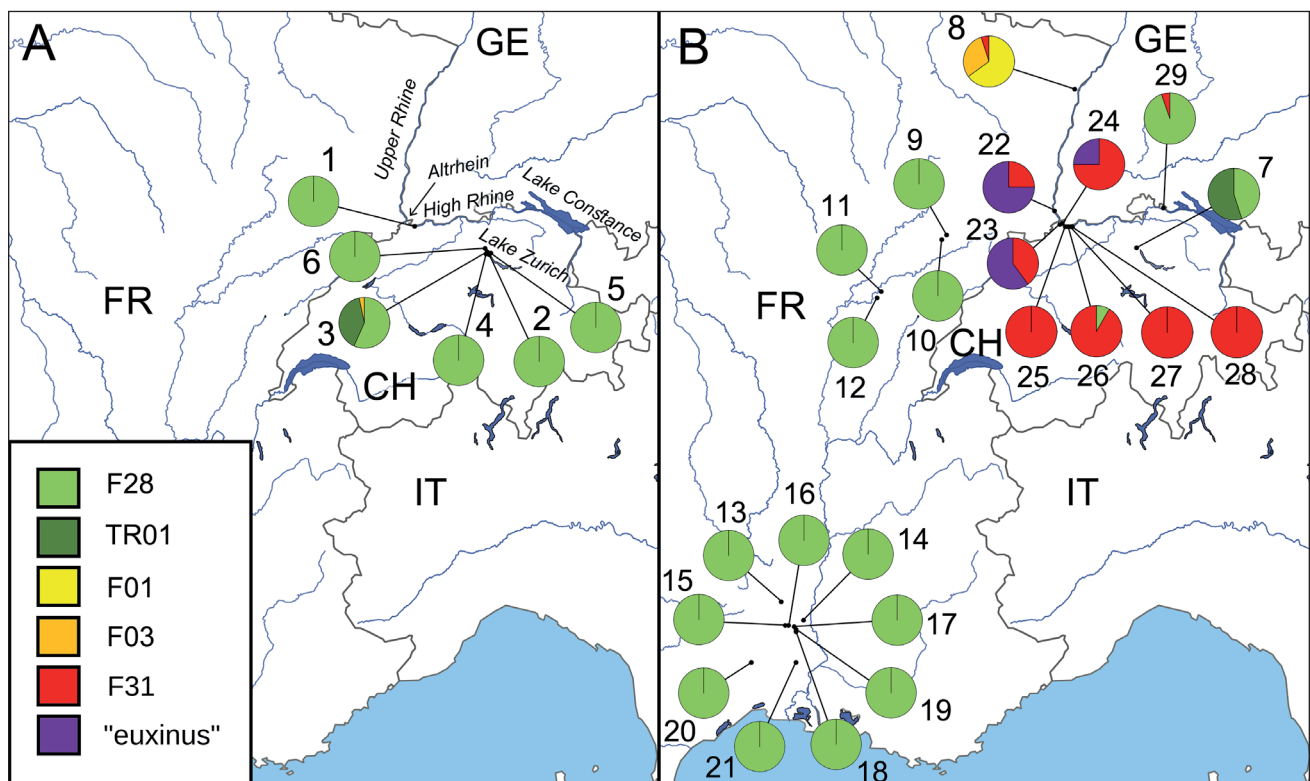 A
GE
Upper Rhine
1
Altrhein
High Rhine
Lake Constance
6
Lake Zurich
FR
3
4
2
5
CH
IT
F28
TR01
F01
F03
F31
"euxinus"
B
8
GE
29
24
9
22
7
11
23
FR
10
12
CH
25
26
27
28
IT
16
13
14
15
17
20
19
21
18